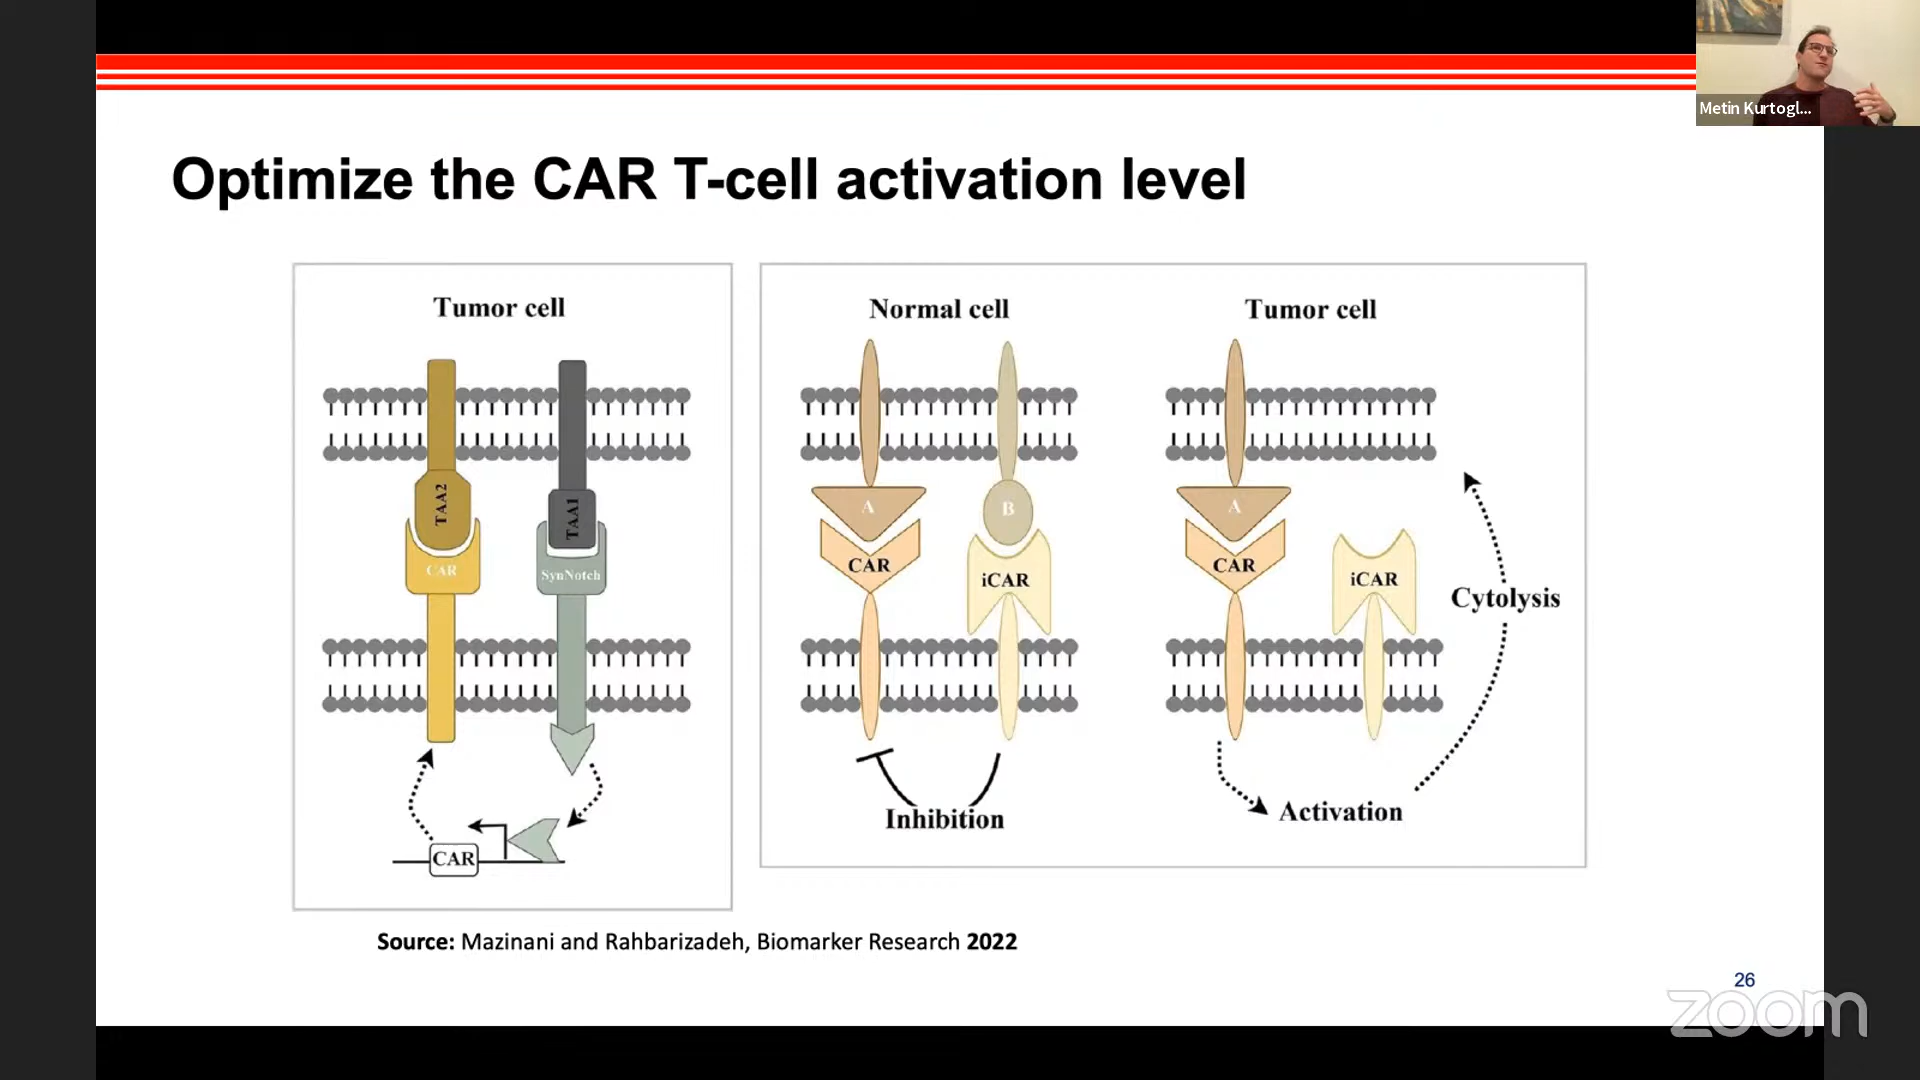 Metin Kurtogl...
Optimize the CAR T-cell activation level
Tumor cell
TAA2
TAA1
CAR
SynNotch
CAR
Normal cell
Tumor cell
A
B
A
CAR
iCAR
CAR
iCAR
Cytolysis
Inhibition
Activation
Source: Mazinani and Rahbarizadeh, Biomarker Research 2022
26
zoom